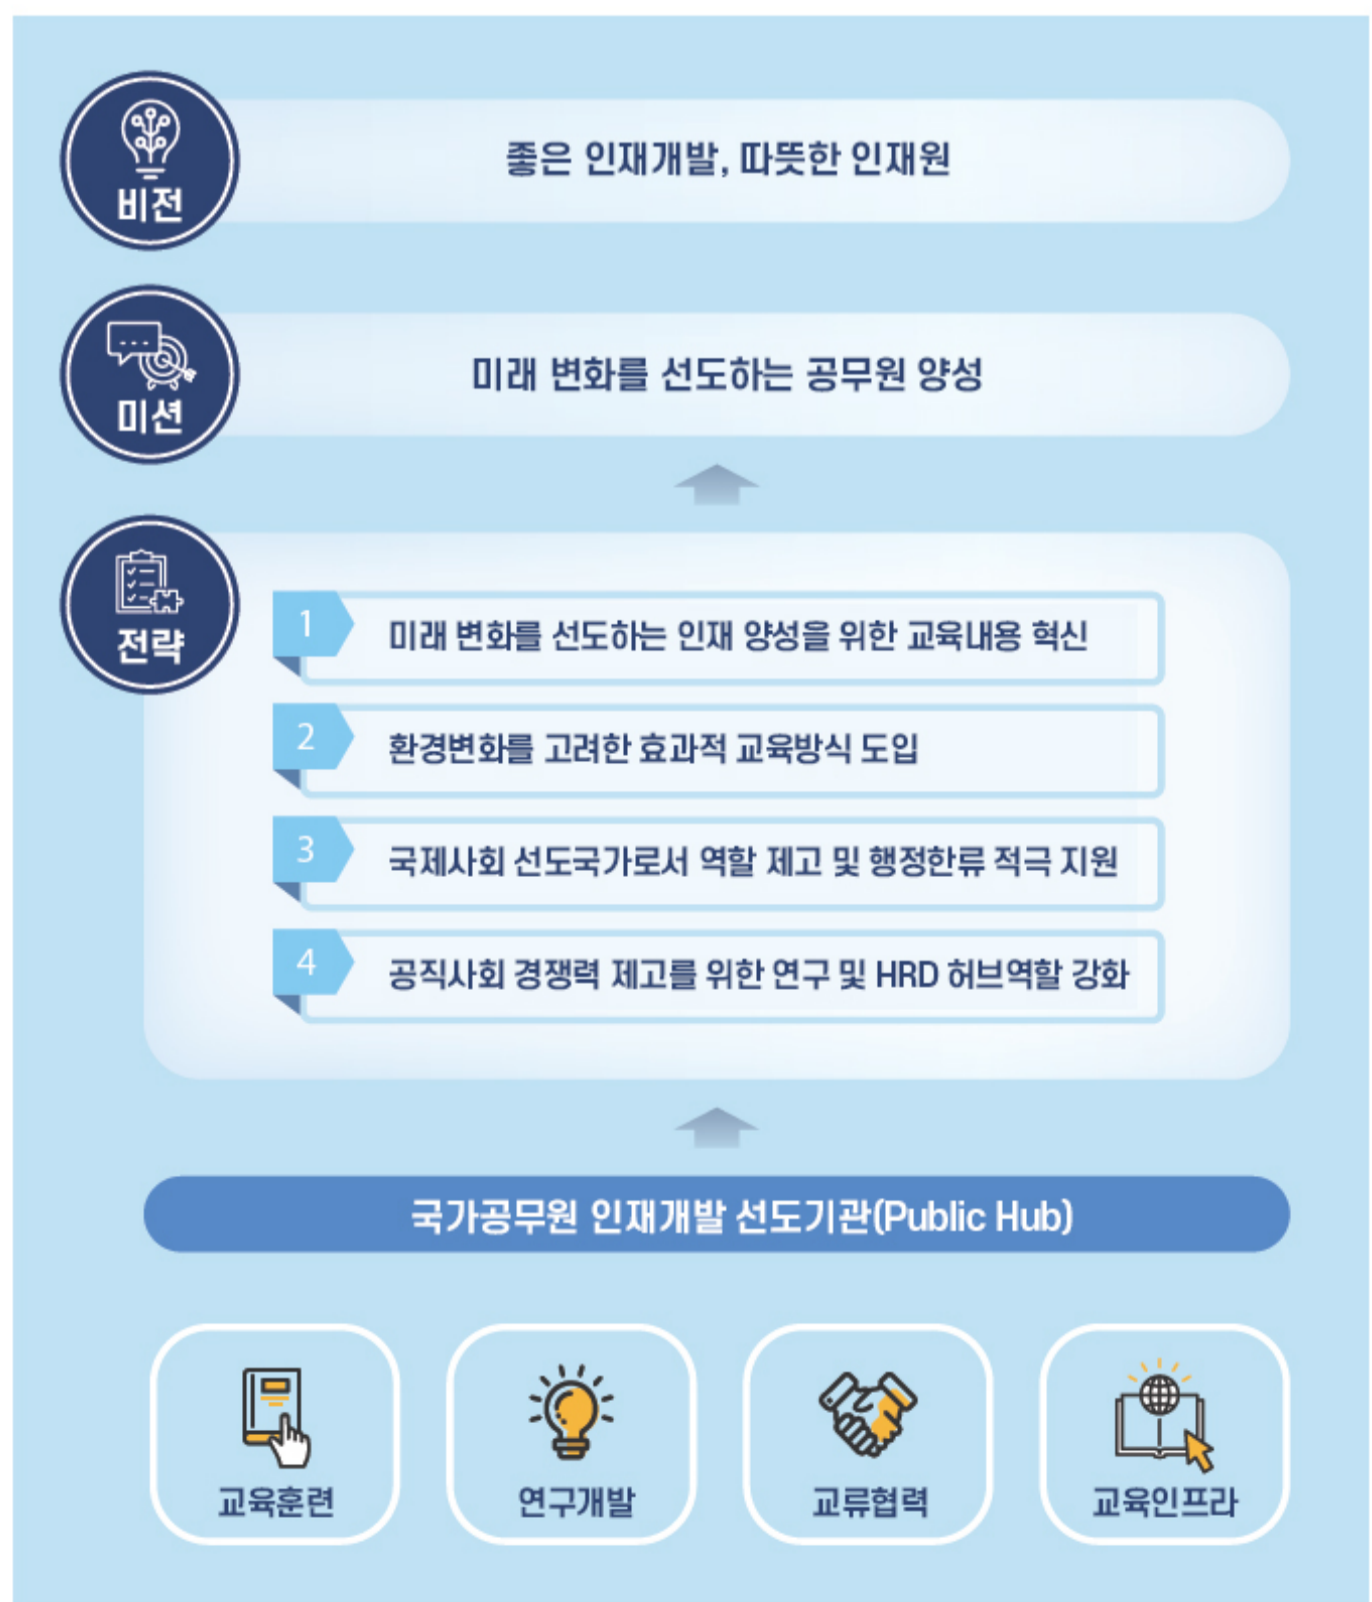 비전
좋은 인재개발, 따뜻한 인재원
미션
미래 변화를 선도하는 공무원 양성
전략
1
미래 변화를 선도하는 인재 양성을 위한 교육내용 혁신
2
환경변화를 고려한 효과적 교육방식 도입
3
국제사회 선도국가로서 역할 제고 및 행정한류 적극 지원
4
공직사회 경쟁력 제고를 위한 연구 및 HRD 허브역할 강화
국가공무원 인재개발 선도기관(Public Hub)
교육훈련
연구개발
교류협력
교육인프라